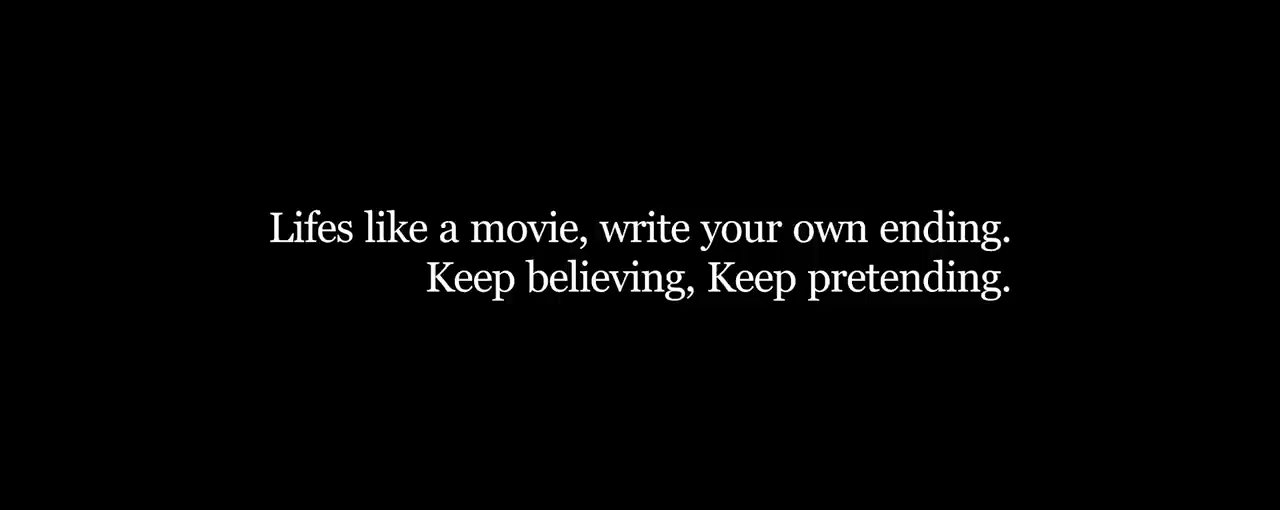 Lifes like a movie, write your own ending.
Keep believing, Keep pretending.